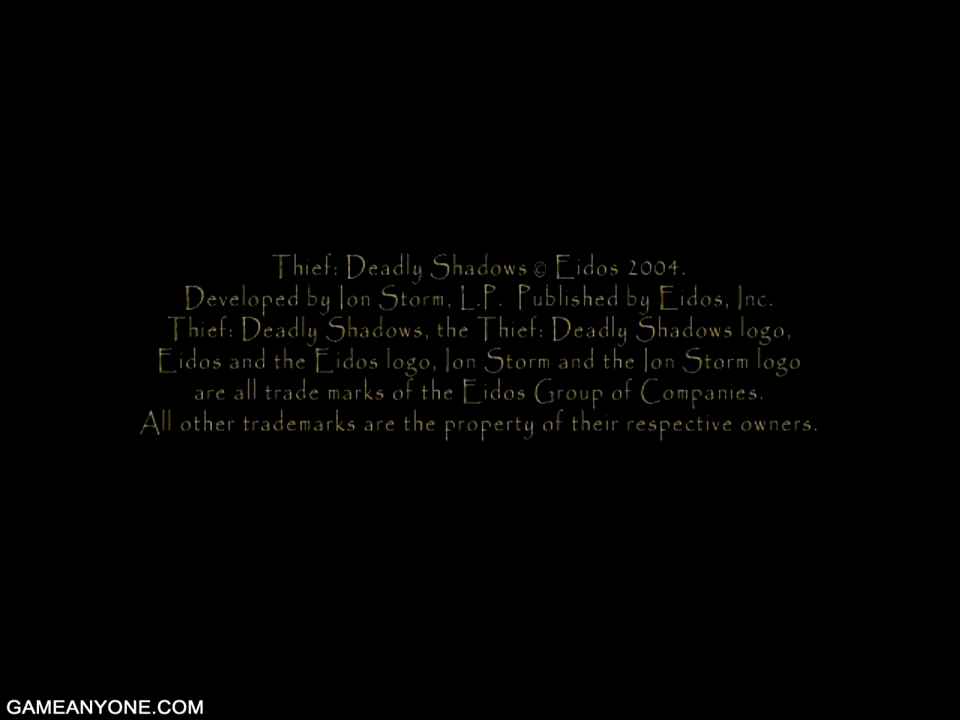 Thief: Deadly Shadows © Eidos 2004.
Developed by Ion Storm, L.P. Published by Eidos, Inc.
Thief: Deadly Shadows, the Thief: Deadly Shadows logo,
Eidos and the Eidos logo, Ion Storm and the Ion Storm logo
are all trade marks of the Eidos Group of Companies.
All other trademarks are the property of their respective owners.
GAMEANYONE.COM